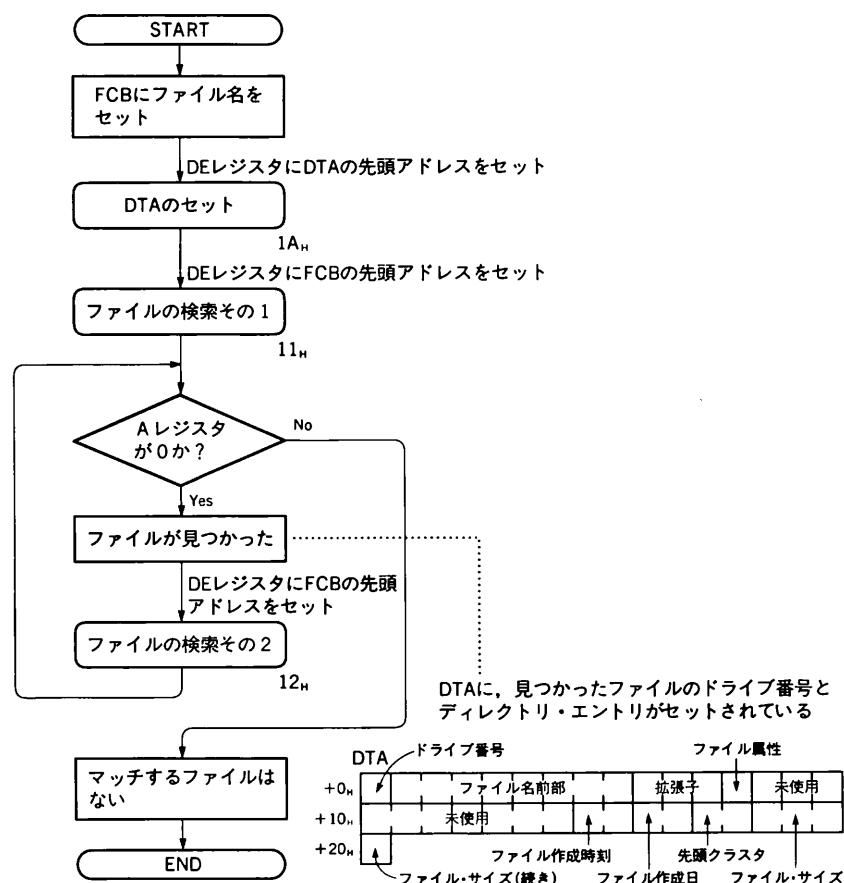 START
FCBにファイル名を
セット
DEレジスタにDTAの先頭アドレスをセット
DTAのセット
1AH
DEレジスタにFCBの先頭アドレスをセット
ファイルの検索その1
11H
Aレジスタ
が0か?
No
Yes
ファイルが見つかった
DEレジスタにFCBの先頭
アドレスをセット
ファイルの検索その2
12H
DTAに,見つかったファイルのドライブ番号と
ディレクトリ・エントリがセットされている
マッチするファイルは
ない
END
DTA
ドライブ番号
ファイル属性
+0H
ファイル名前部
拡張子
未使用
+10H
未使用
+20H
ファイル作成時刻
先頭クラスタ
ファイル・サイズ(続き)
ファイル作成日
ファイル・サイズ